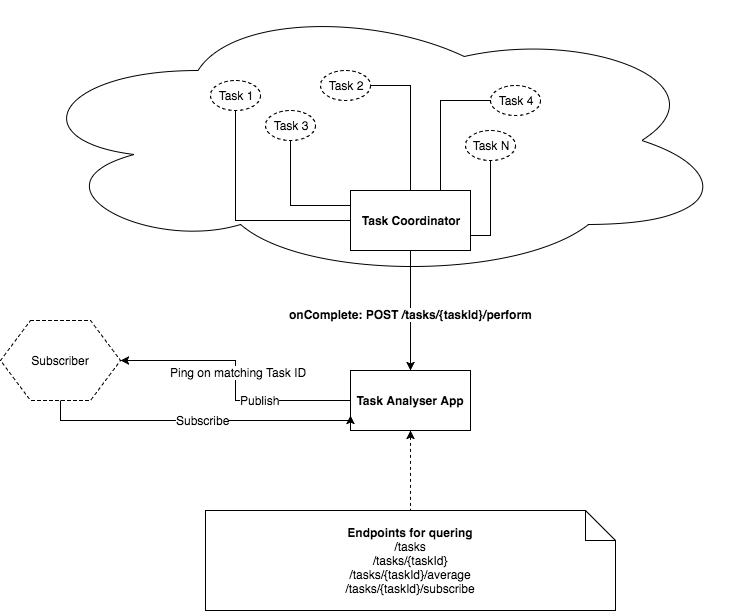 Task 1
Task 2
Task 3
Task 4
Task N
Task Coordinator
onComplete: POST /tasks/{taskId}/perform
Subscriber
Ping on matching Task ID
Publish
Task Analyser App
Subscribe
Endpoints for quering
/tasks
/tasks/{taskId}
/tasks/{taskId}/average
/tasks/{taskId}/subscribe